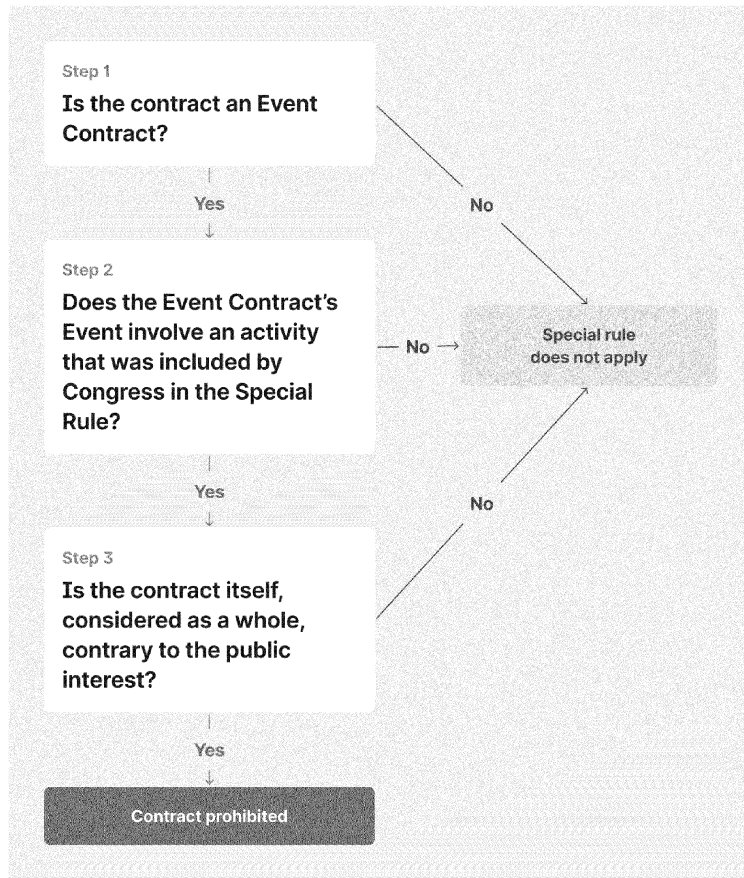 Step 1
Is the contract an Event
Contract?
Yes
No
Step 2
Does the Event Contract’s
Event involve an activity
that was included by
Congress in the Special
Rule?
No
Special rule
does not apply
Yes
No
Step 3
Is the contract itself,
considered as a whole,
contrary to the public
interest?
Yes
Contract prohibited